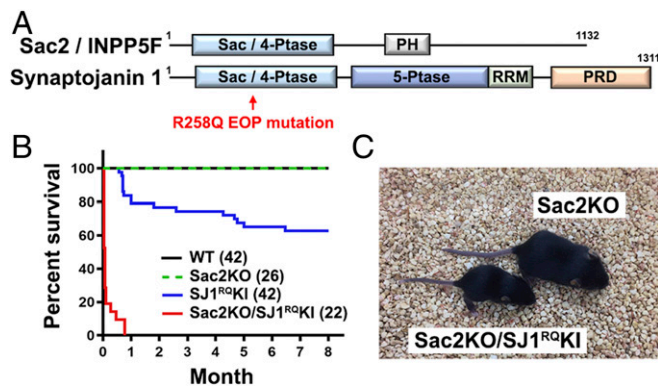 A
Sac2 / INPP5F 1 Sac / 4-Ptase PH 1132
Synaptojanin 1 1 Sac / 4-Ptase 5-Ptase RRM PRD 1311
R258Q EOP mutation
B
Percent survival
100
80
60
40
20
0
WT (42)
Sac2KO (26)
SJ1RQKI (42)
Sac2KO/SJ1RQKI (22)
0 1 2 3 4 5 6 7 8
Month
C
Sac2KO
Sac2KO/SJ1RQKI